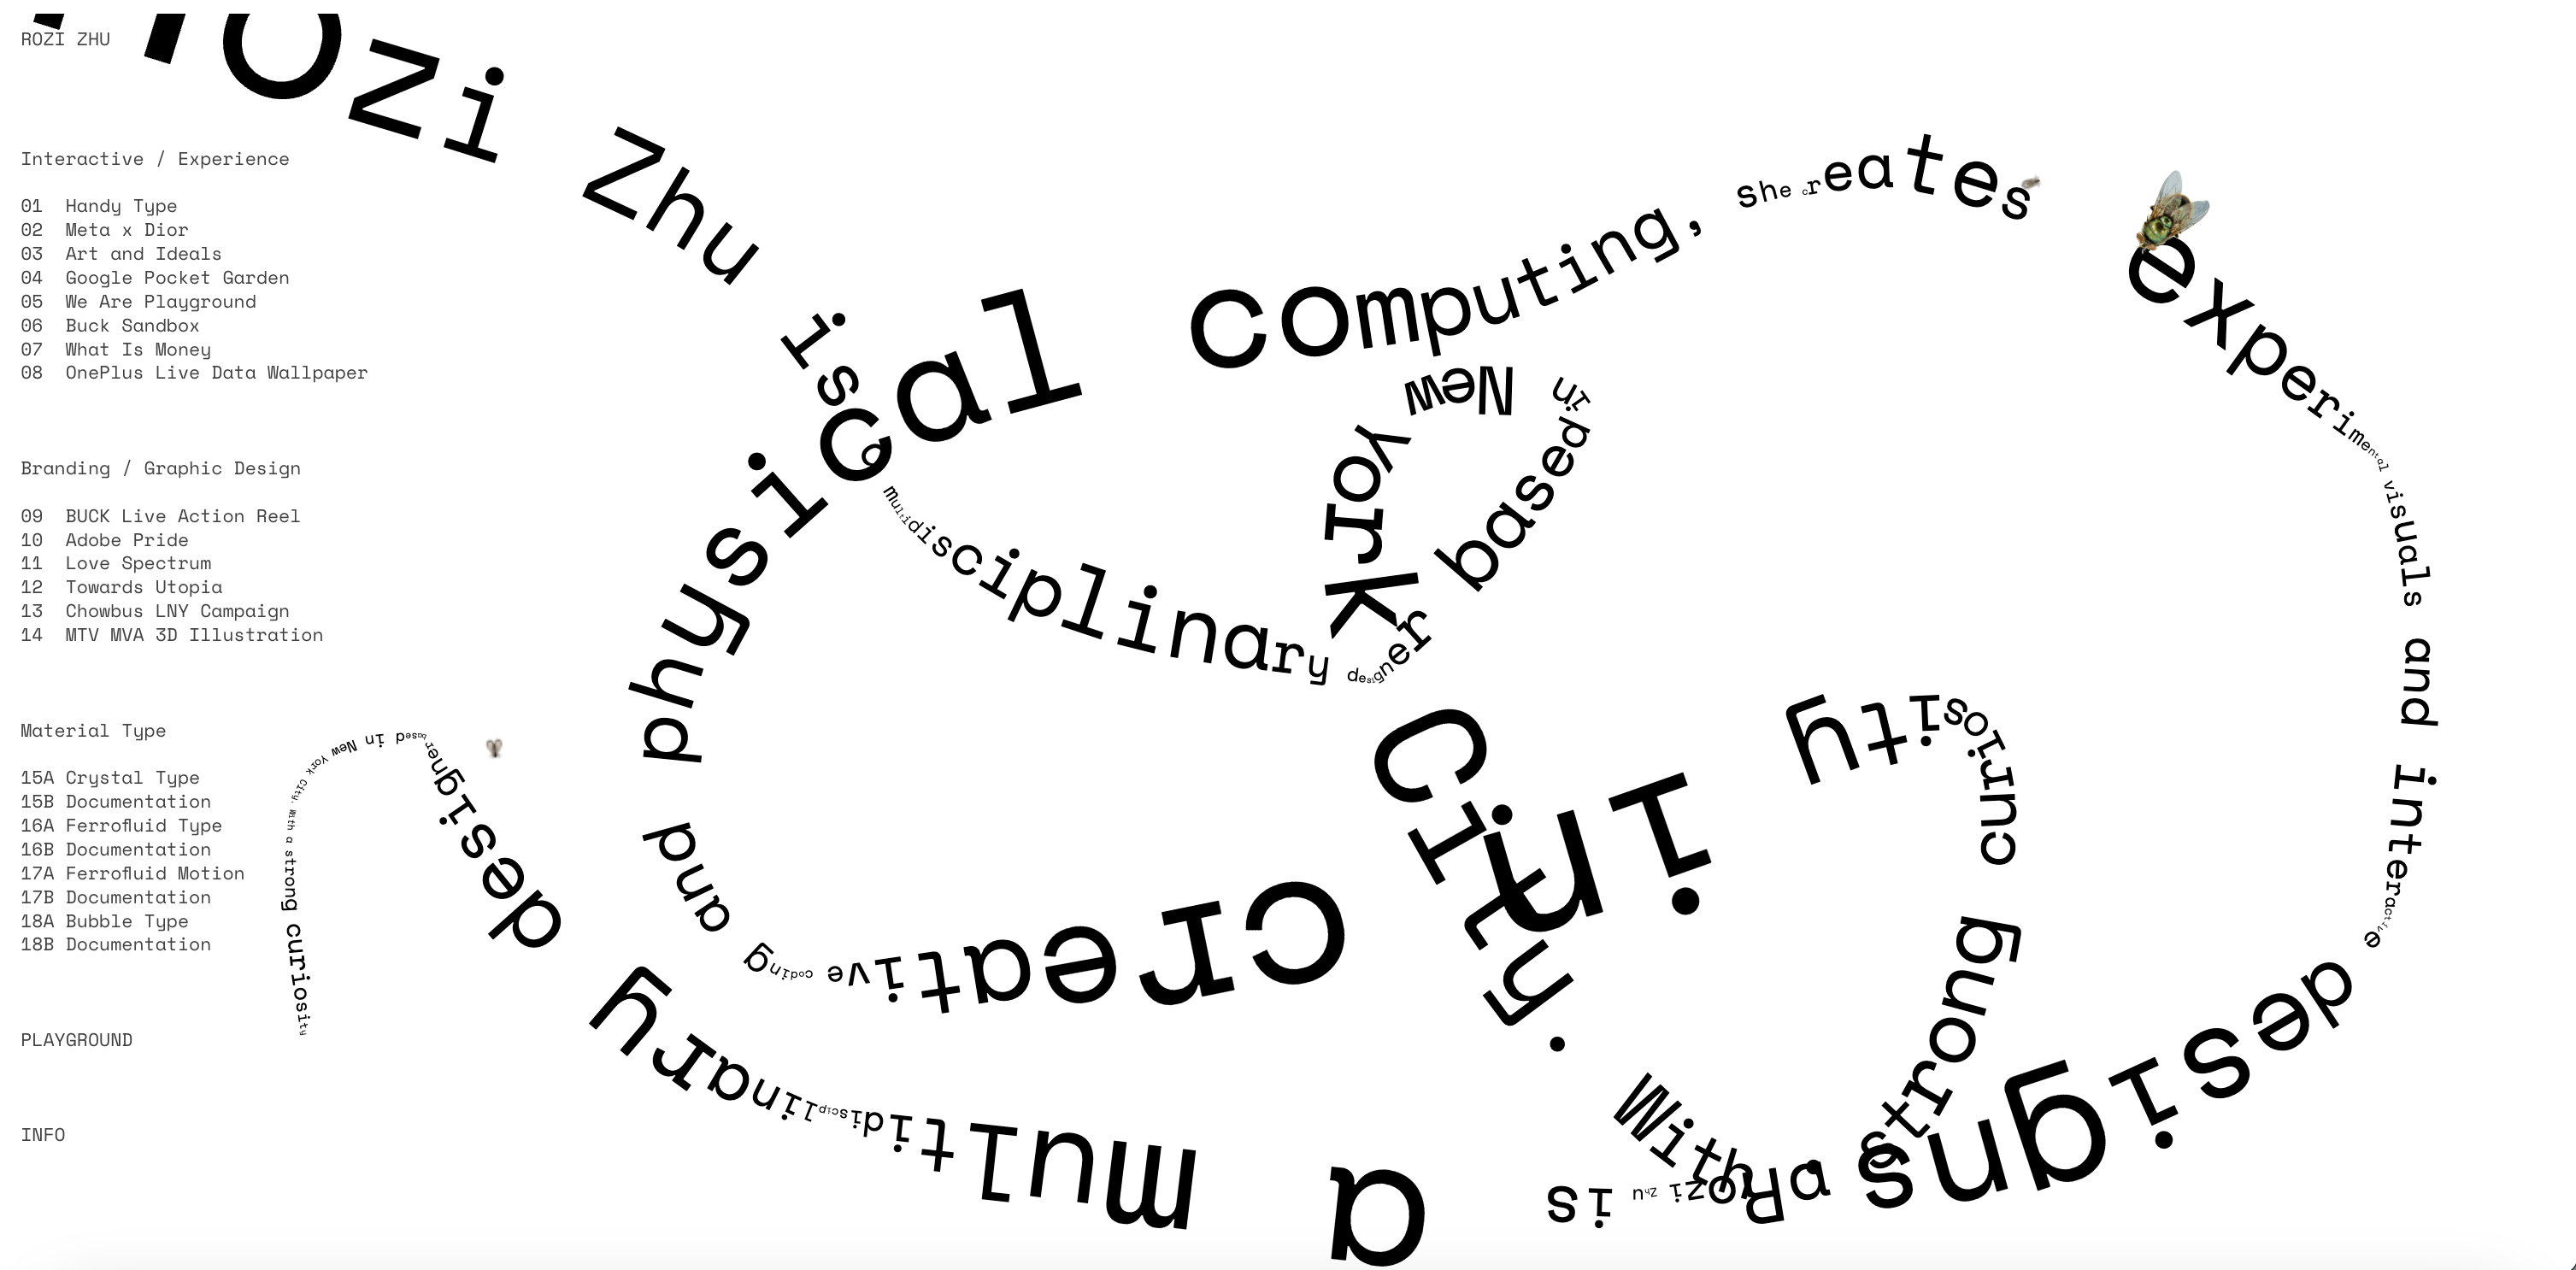 ROZI ZHU
Interactive / Experience
01 Handy Type
02 Meta x Dior
03 Art and Ideals
04 Google Pocket Garden
05 We Are Playground
06 Buck Sandbox
07 What Is Money
08 OnePlus Live Data Wallpaper
Branding / Graphic Design
09 BUCK Live Action Reel
10 Adobe Pride
11 Love Spectrum
12 Towards Utopia
13 Chowbus LNY Campaign
14 MTV MVA 3D Illustration
Material Type
15A Crystal Type
15B Documentation
16A Ferrofluid Type
16B Documentation
17A Ferrofluid Motion
17B Documentation
18A Bubble Type
18B Documentation
PLAYGROUND
INFO
rozi Zhu is a multidisciplinary designer based in New York City. With a strong curiosity in creative coding and physical computing, she creates experimental visuals and interactive designs
Rozi Zhu is a multidisciplinary designer based in New York City. With a strong curiosity